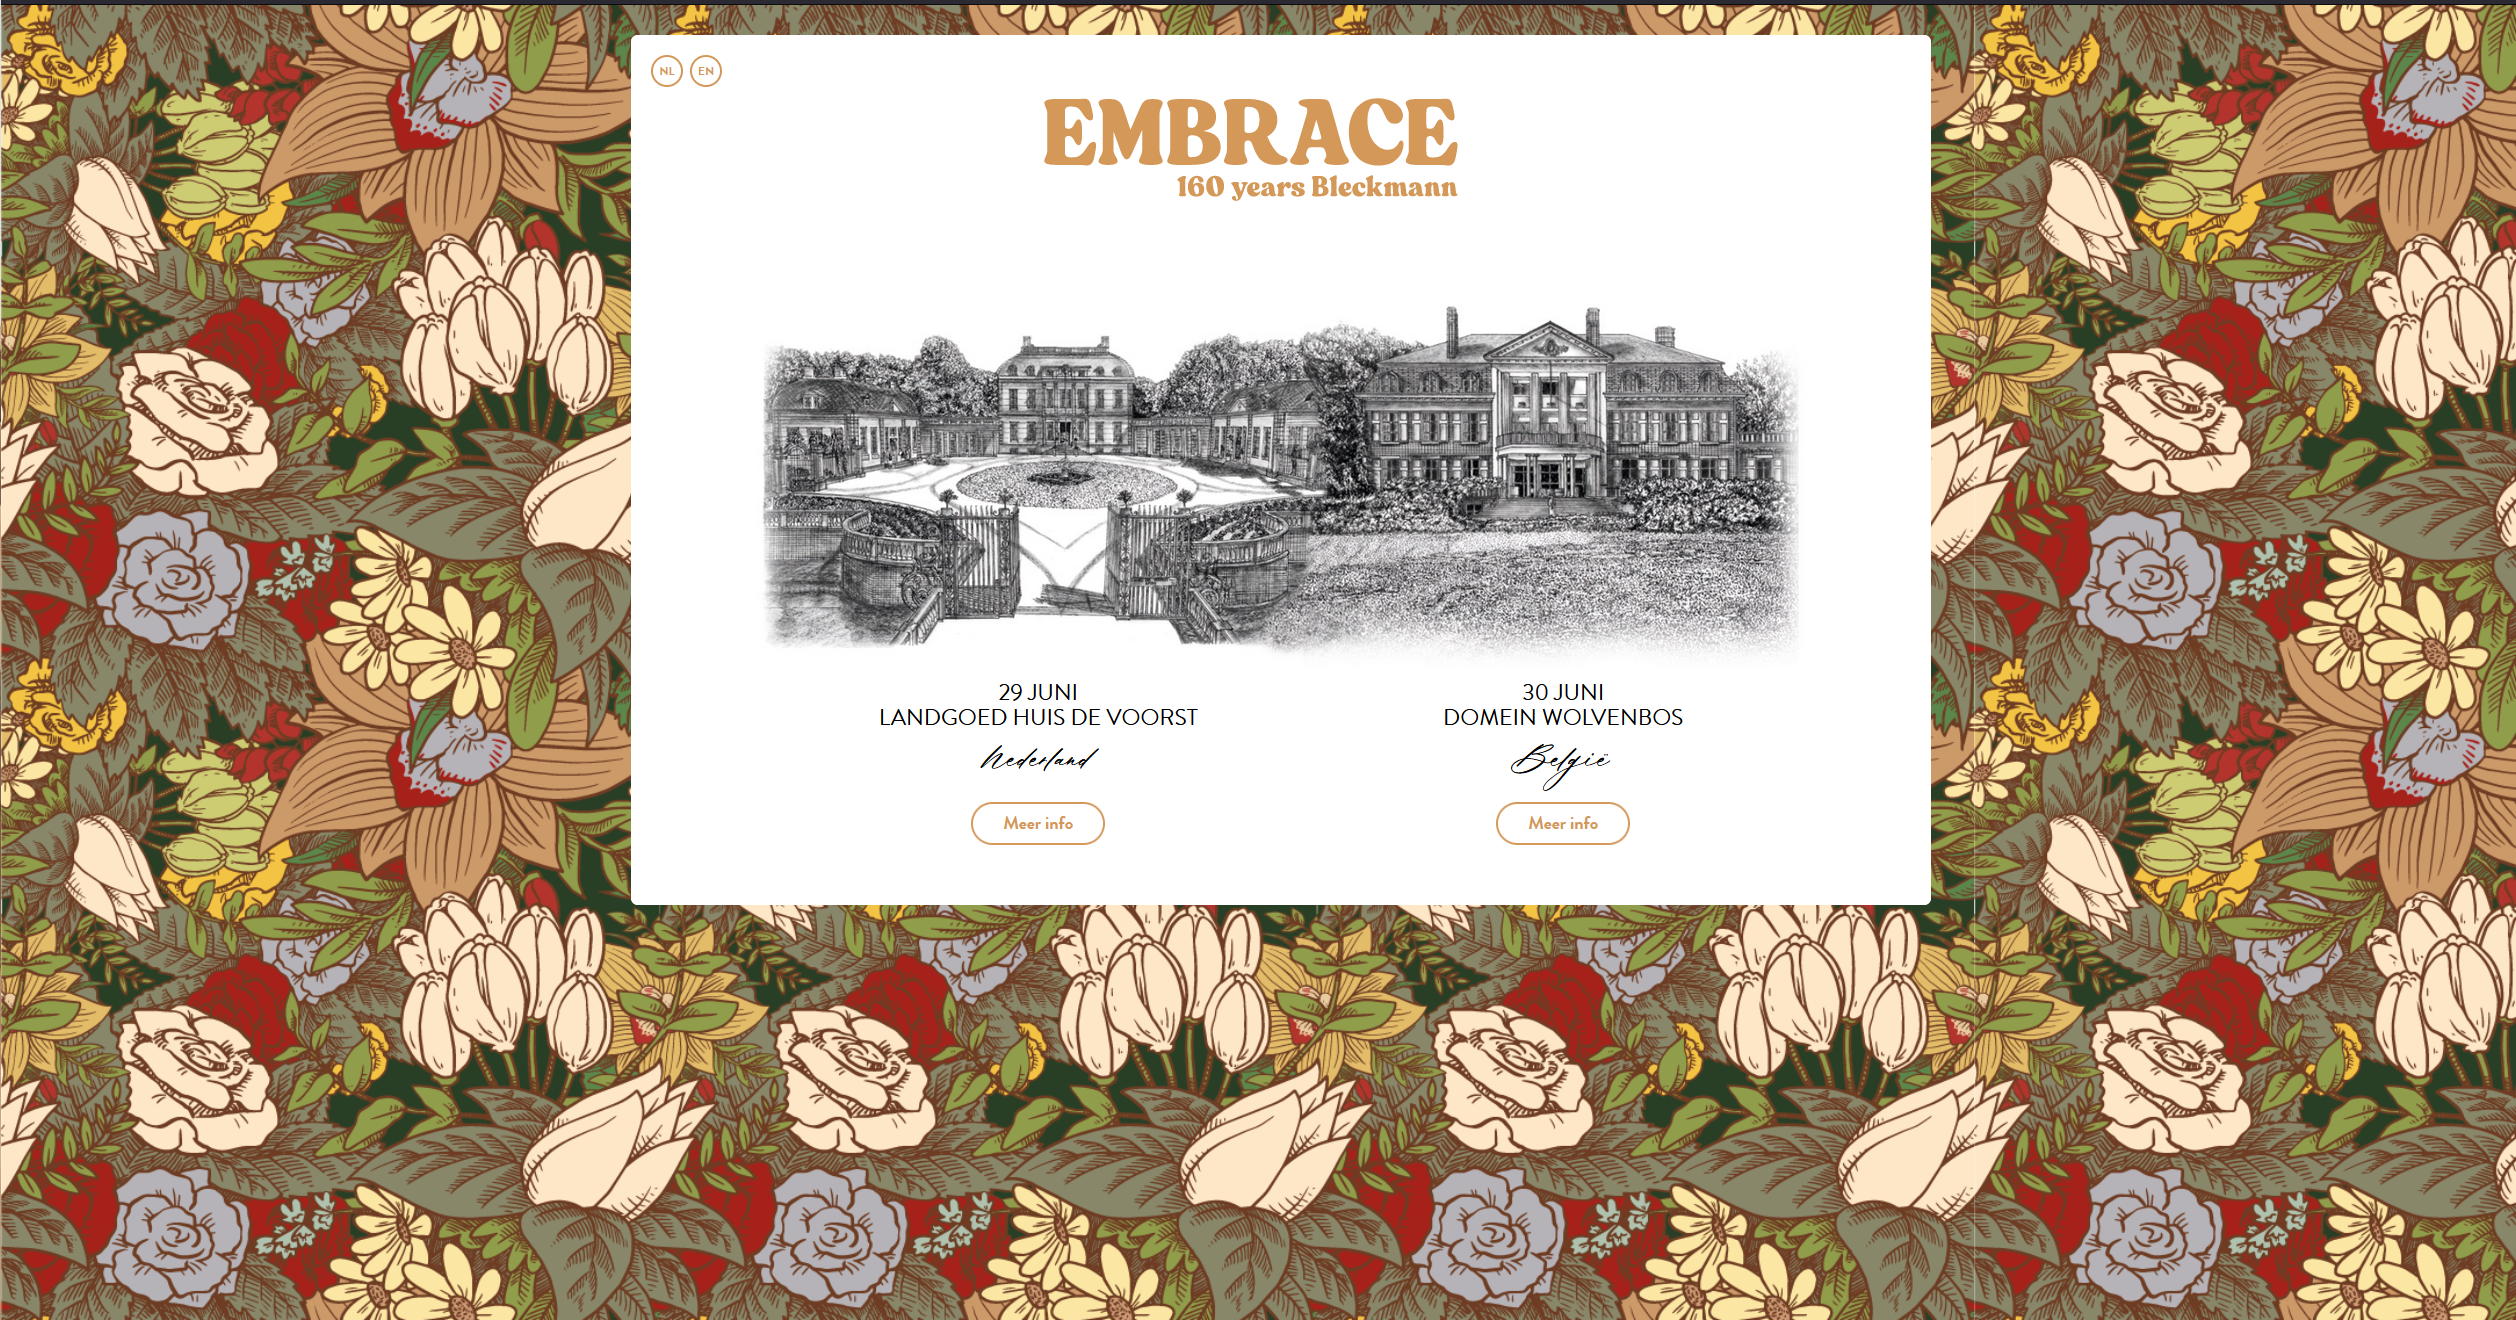 NL EN
EMBRACE
160 years Bleckmann
29 JUNI
LANDGOED HUIS DE VOORST
Nederland
Meer info
30 JUNI
DOMEIN WOLVENBOS
België
Meer info